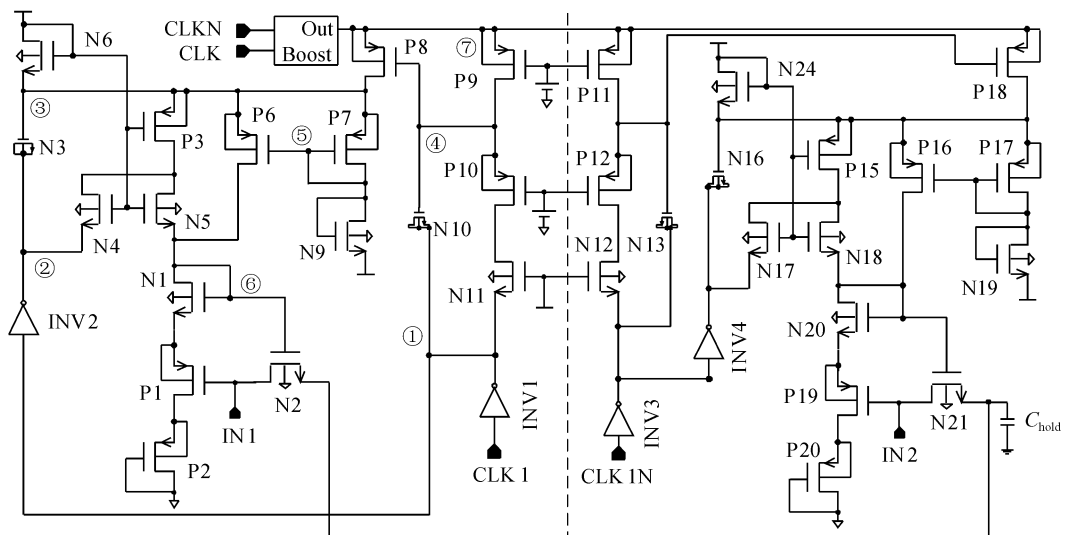 CLKN
CLK
Out
Boost
N6
P8
⑦
P9
P11
N24
P18
③
P3
P6
⑤
P7
④
N3
P10
P12
N16
P15
P16
P17
N4
N5
N9
N10
N12
N13
N17
N18
②
N1
⑥
N11
N19
INV2
①
INV4
N20
P1
N2
INV1
INV3
P19
N21
C hold
IN1
IN2
P2
P20
CLK 1
CLK 1N